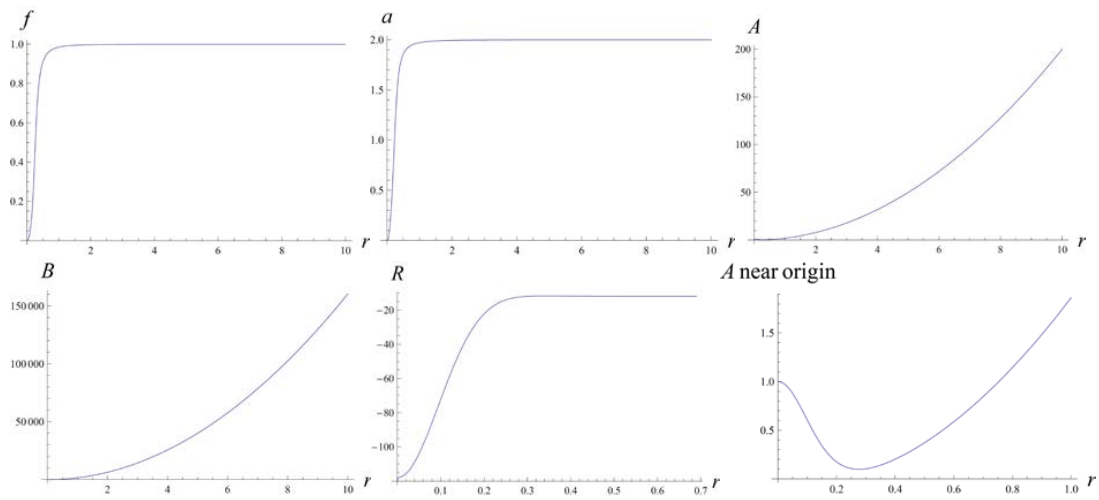 f
1.0
0.8
0.6
0.4
0.2
2 4 6 8 10 r
a
2.0
1.5
1.0
0.5
2 4 6 8 10 r
A
200
150
100
50
0 2 4 6 8 10 r
B
150 000
100 000
50 000
0 2 4 6 8 10 r
R
-20
-40
-60
-80
-100
0.1 0.2 0.3 0.4 0.5 0.6 0.7 r
A near origin
1.5
1.0
0.5
0.2 0.4 0.6 0.8 1.0 r